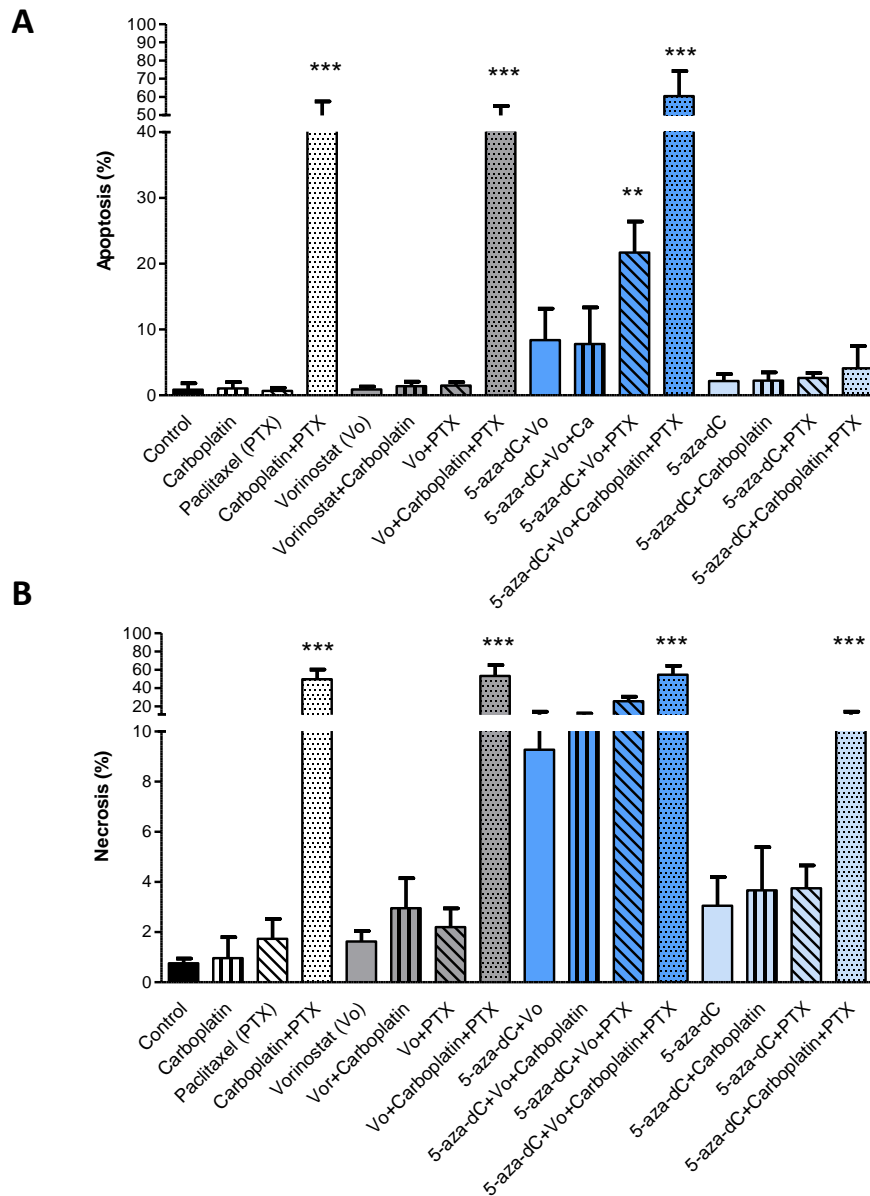 A
100
90
80
70
60
50
40
30
20
10
0
Apoptosis (%)
***
***
**
***
Control
Carboplatin
Paclitaxel (PTX)
Carboplatin+PTX
Vorinostat (Vo)
Vorinostat+Carboplatin
Vo+PTX
Vo+Carboplatin+PTX
5-aza-dC+Vo
5-aza-dC+Vo+Ca
5-aza-dC+Vo+PTX
5-aza-dC+Vo+Carboplatin+PTX
5-aza-dC
5-aza-dC+Carboplatin
5-aza-dC+PTX
5-aza-dC+Carboplatin+PTX
B
100
80
60
40
20
10
8
6
4
2
0
Necrosis (%)
***
***
***
***
Control
Carboplatin
Paclitaxel (PTX)
Carboplatin+PTX
Vorinostat (Vo)
Vor+Carboplatin
Vo+PTX
Vo+Carboplatin+PTX
5-aza-dC+Vo
5-aza-dC+Vo+Carboplatin
5-aza-dC+Vo+PTX
5-aza-dC+Vo+Carboplatin+PTX
5-aza-dC
5-aza-dC+Carboplatin
5-aza-dC+PTX
5-aza-dC+Carboplatin+PTX